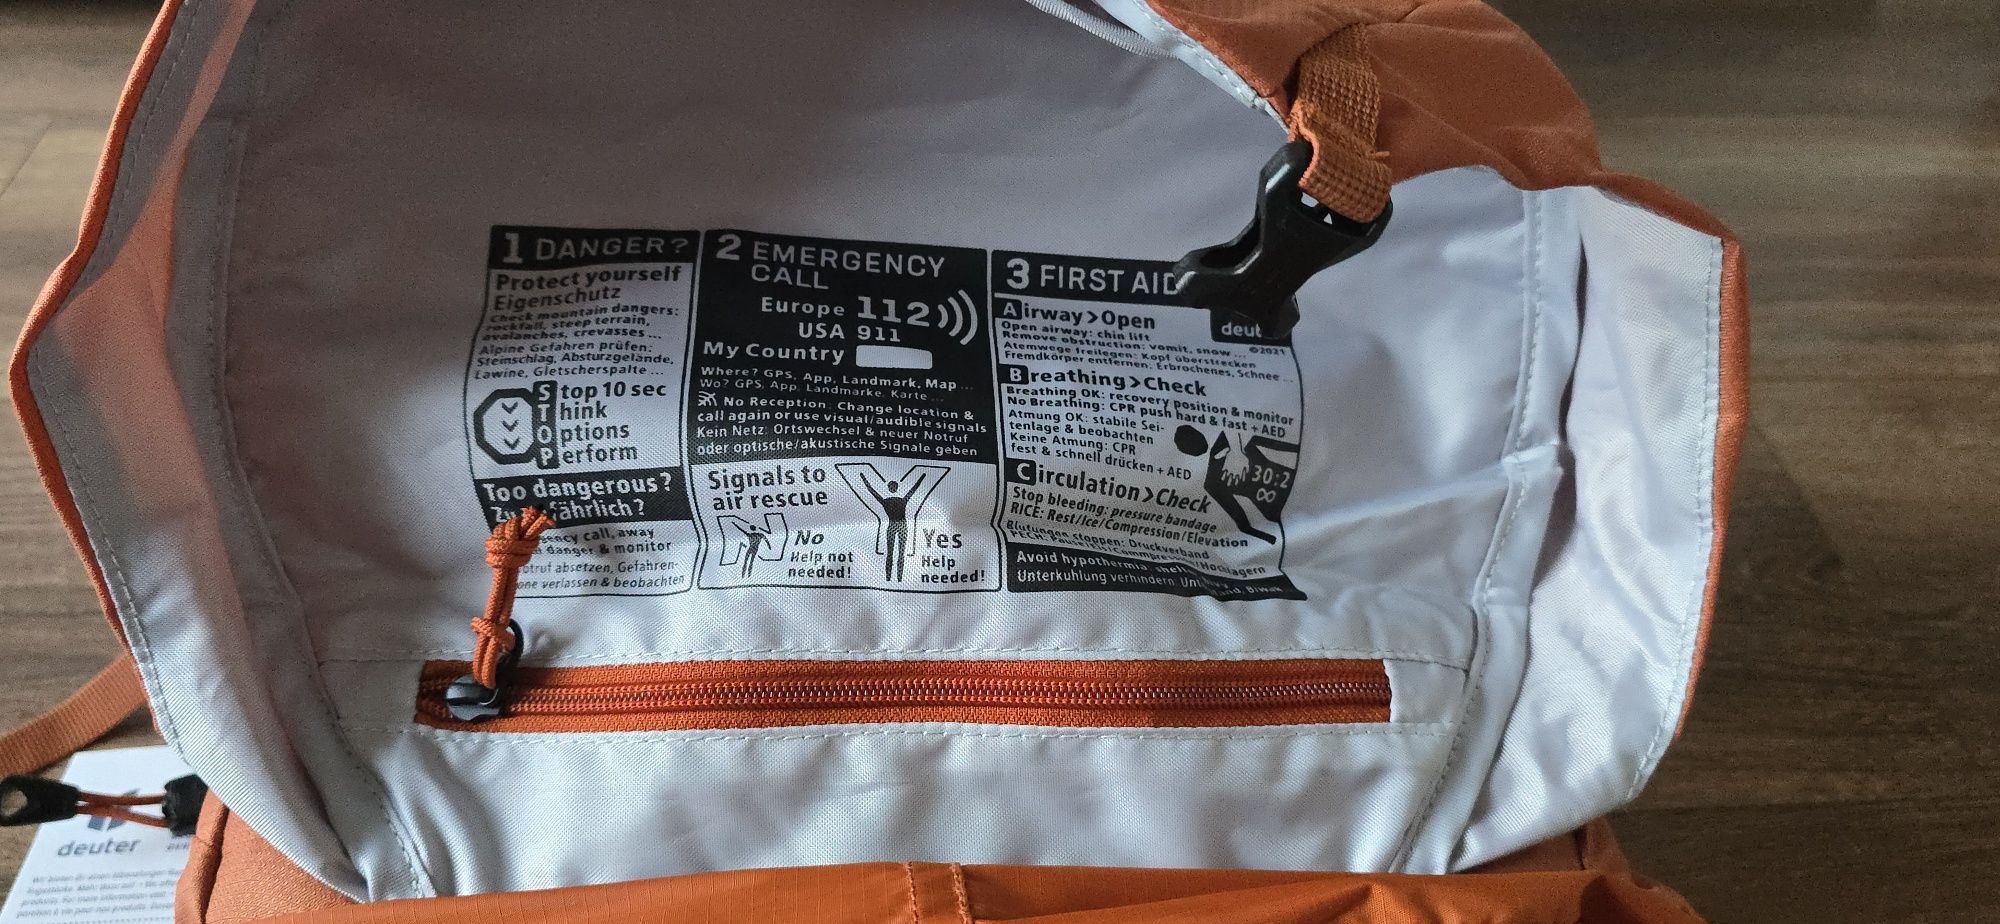 1 DANGER?
Protect yourself
Eigenschutz
Check mountain dangers:
rockfall, steep terrain,
avalanches, crevasses ...
Alpine Gefahren prüfen:
Steinschlag, Absturzgelände,
Lawine, Gletscherspalte ...
Stop 10 sec
Think
Options
Perform
Too dangerous?
call, away
danger & monitor
absetzen, Gefahren-
verlassen & beobachten
2 EMERGENCY
CALL
Europe 112
USA 911
My Country
Where? GPS, App, Landmark, Map ...
Wo? GPS, App, Landmarke, Karte ...
No Reception: Change location &
call again or use visual/audible signals
Kein Netz: Ortswechsel & neuer Notruf
oder optische/akustische Signale geben
Signals to
air rescue
No
Help not
needed!
Yes
Help
needed!
3 FIRST AID
deut
©2021
Airway>Open
Open airway: chin lift
Remove obstruction: vomit, snow ...
Atemwege freilegen: Kopf überstrecken
Fremdkörper entfernen: Erbrochenes, Schnee ...
Breathing>Check
Breathing OK: recovery position & monitor
No Breathing: CPR push hard & fast + AED
Atmung OK: stabile Sei-
tenlage & beobachten
Keine Atmung: CPR
fest & schnell drücken + AED
30:2
∞
Circulation>Check
Stop bleeding: pressure bandage
RICE: Rest/Ice/Compression/Elevation
Blutungen stoppen: Druckverband
Avoid hypothermia:
Unterkühlung verhindern:
Biwak
deuter